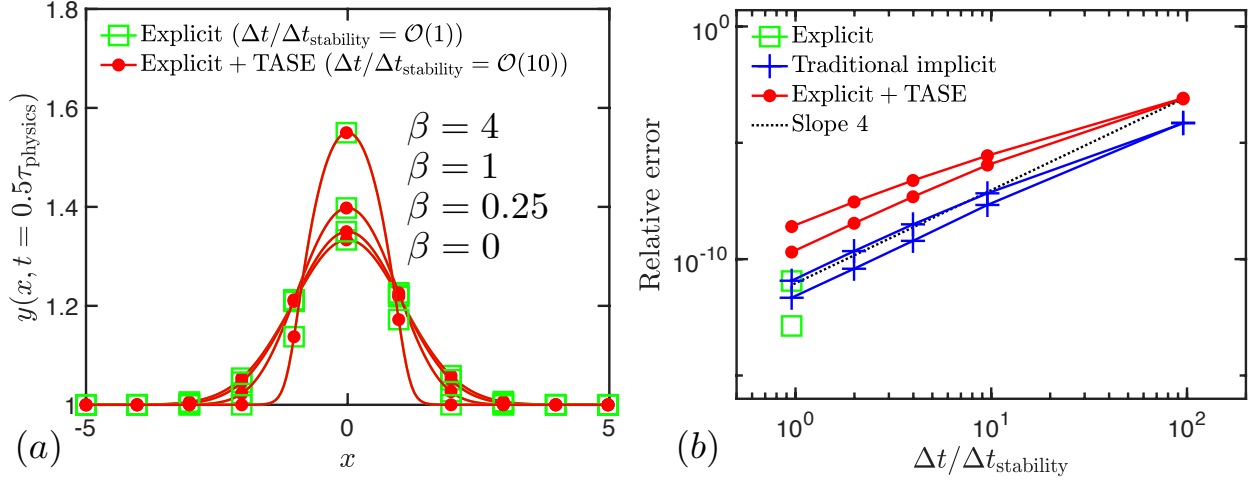 1.8
1.6
1.4
1.2
1
y(x, t = 0.5τ_physics)
Explicit (Δt/Δt_stability = 𝒪(1))
Explicit + TASE (Δt/Δt_stability = 𝒪(10))
β = 4
β = 1
β = 0.25
β = 0
-5
0
5
x
(a)
10^0
10^-10
Relative error
Explicit
Traditional implicit
Explicit + TASE
Slope 4
10^0
10^1
10^2
Δt/Δt_stability
(b)